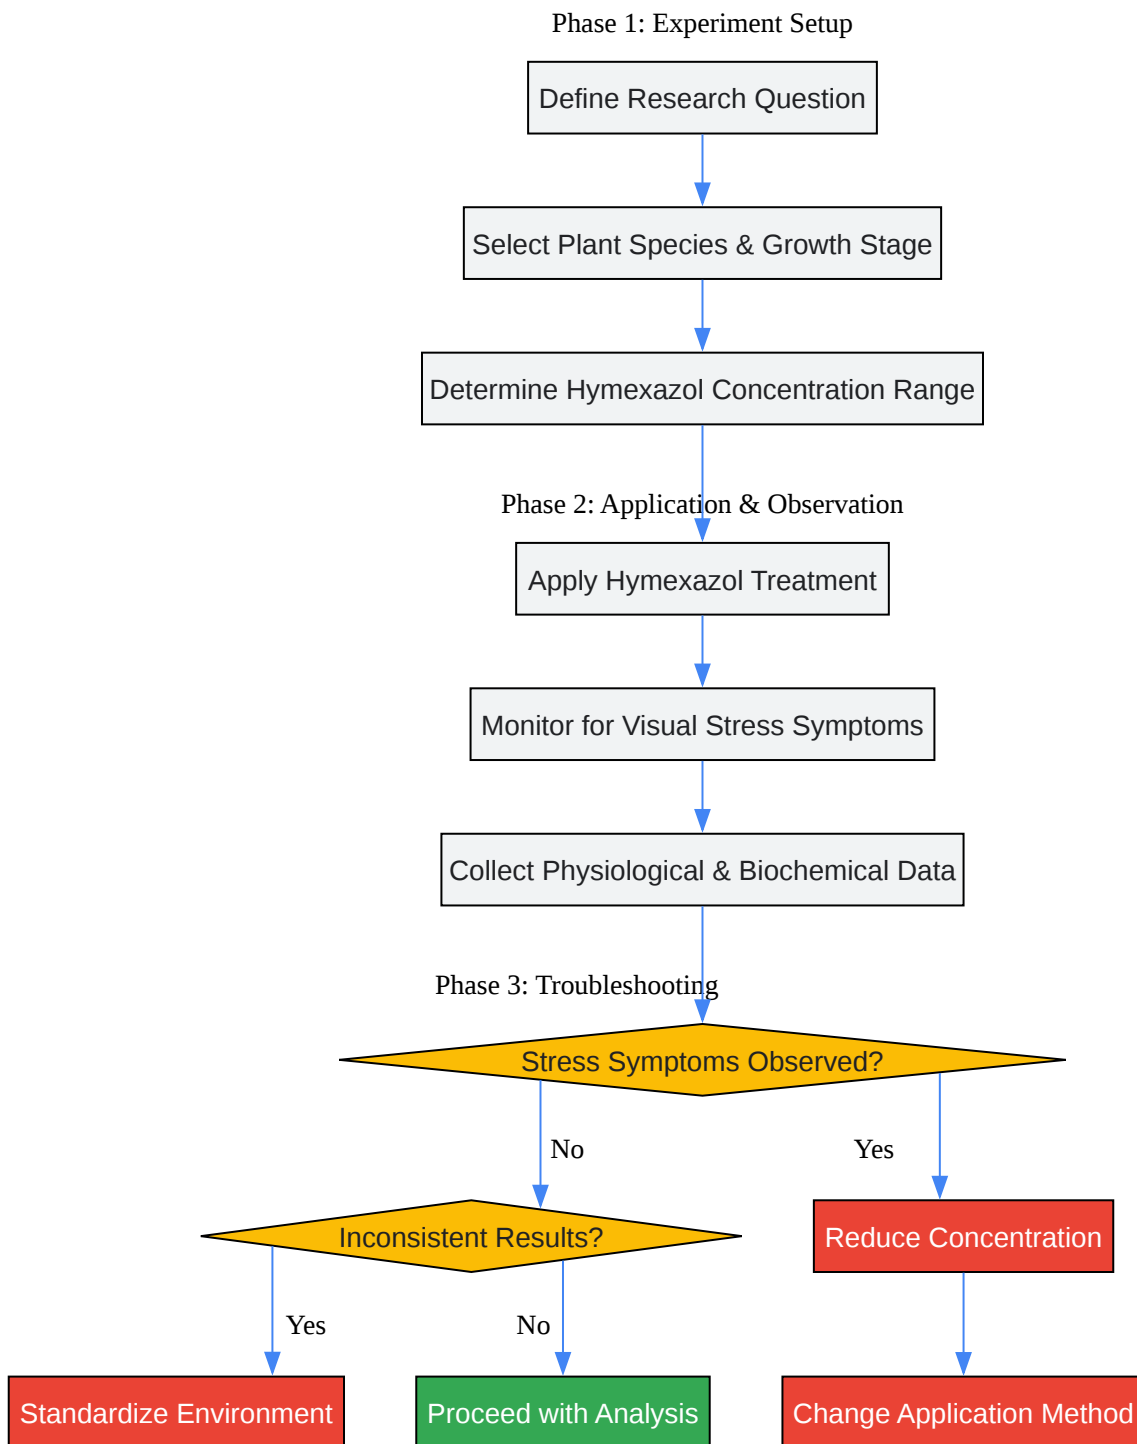 Phase 1: Experiment Setup
Define Research Question
Select Plant Species & Growth Stage
Determine Hymexazol Concentration Range
Phase 2: Application & Observation
Apply Hymexazol Treatment
Monitor for Visual Stress Symptoms
Collect Physiological & Biochemical Data
Phase 3: Troubleshooting
Stress Symptoms Observed?
No
Yes
Inconsistent Results?
Reduce Concentration
Yes
No
Standardize Environment
Proceed with Analysis
Change Application Method